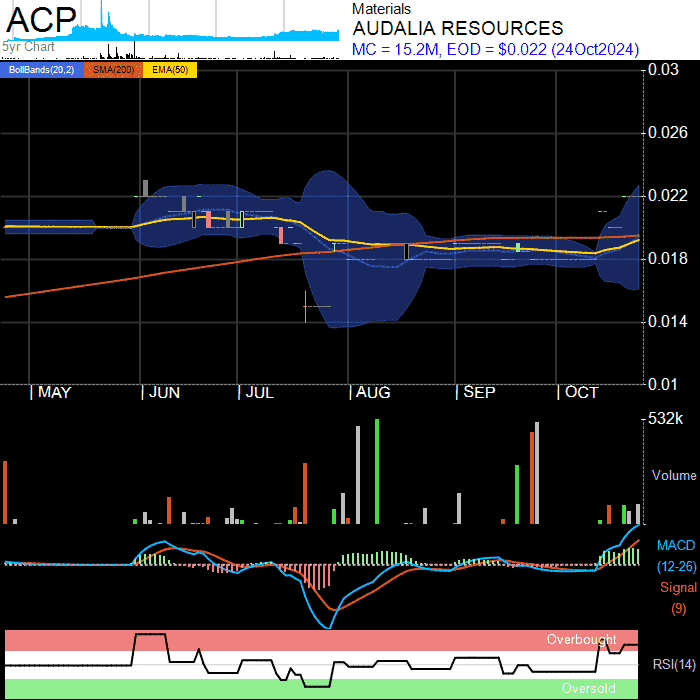 ACP
5yr Chart
Materials
AUDALIA RESOURCES
MC = 15.2M, EOD = $0.022 (24Oct2024)
BollBands(20,2) SMA(200) EMA(50)
0.03
0.026
0.022
0.018
0.014
0.01
MAY JUN JUL AUG SEP OCT
532k
Volume
MACD
(12-26)
Signal
(9)
Overbought
RSI(14)
Oversold